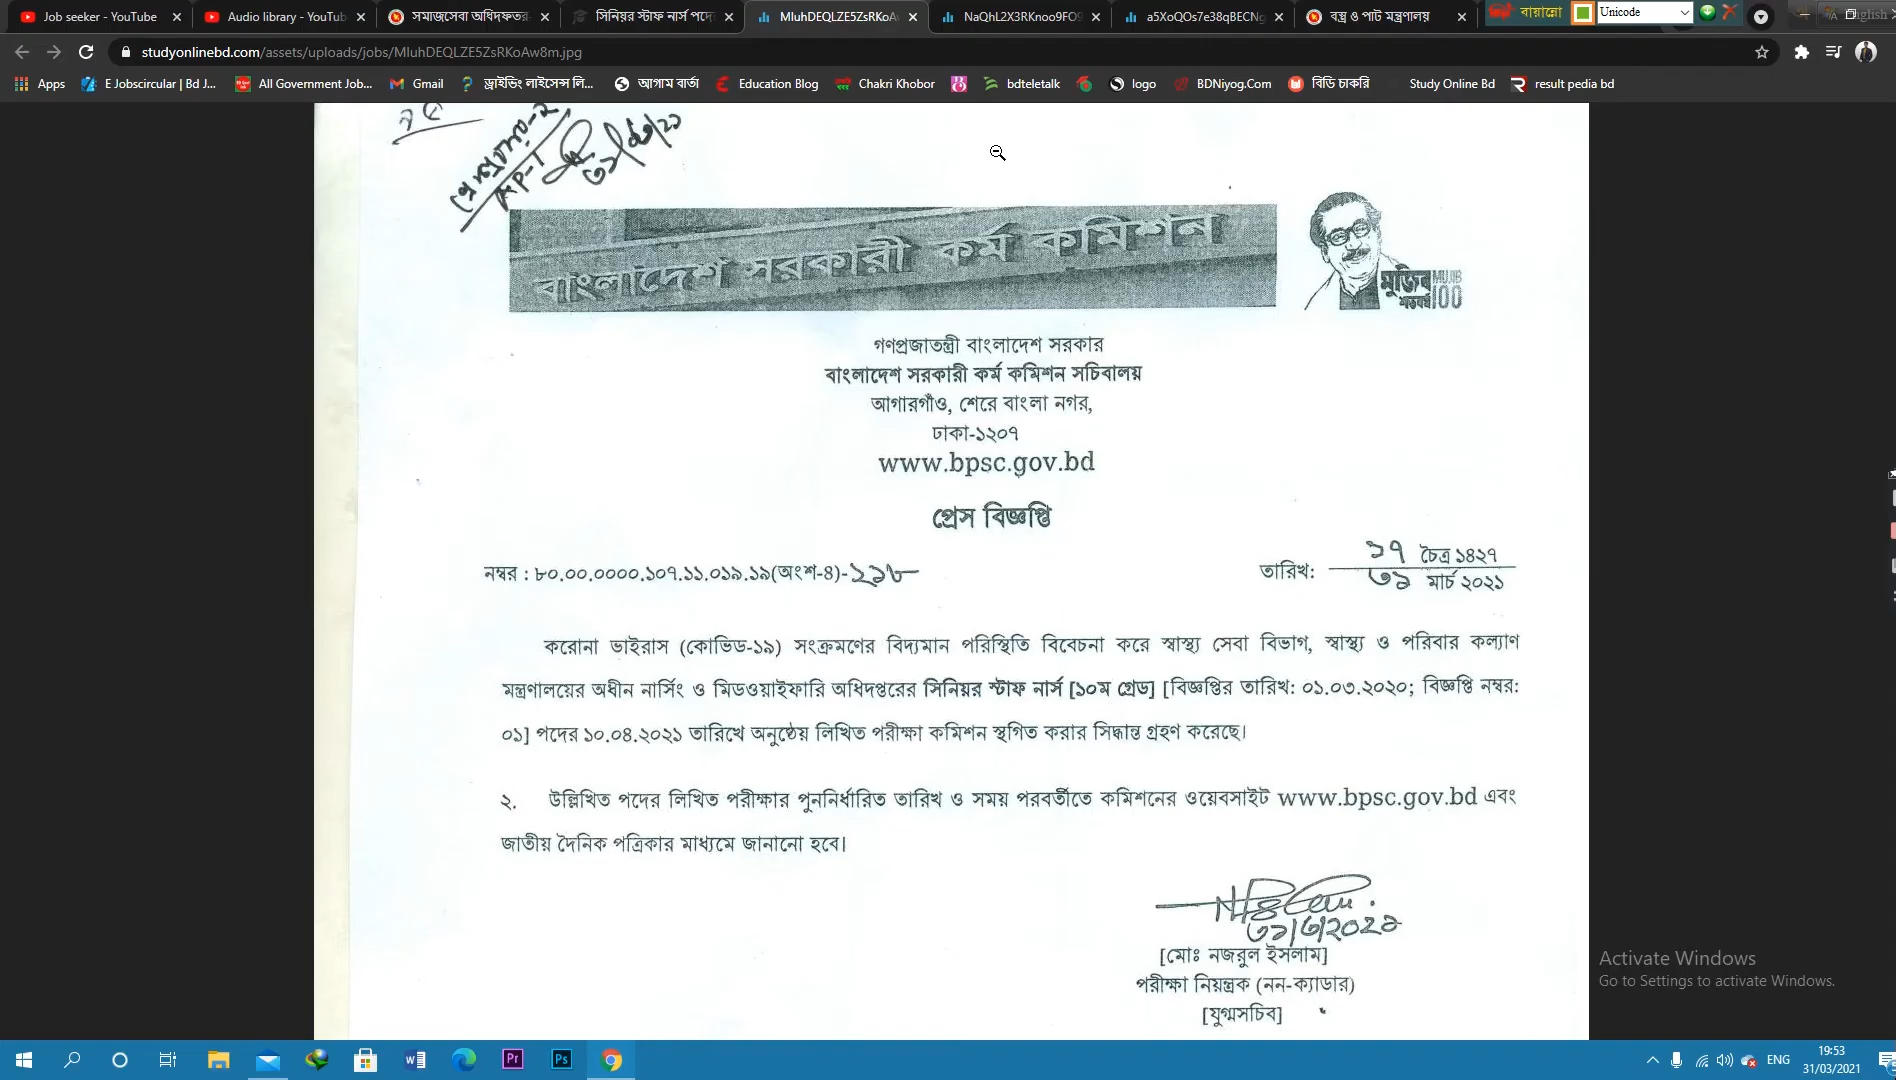 Job seeker - YouTube
Audio library - YouTub
সমাজসেবা অধিদফতর-
সিনিয়র স্টাফ নার্স পদে
MluhDEQLZE5ZsRKoAw
NaQhL2X3RKnoo9FO9
a5XoQOs7e38qBECNg
বস্ত্র ও পাট মন্ত্রণালয়
বায়ান্নো
Unicode
English
studyonlinebd.com/assets/uploads/jobs/MluhDEQLZE5ZsRKoAw8m.jpg
Apps
E Jobscircular | Bd J...
All Government Job...
Gmail
ড্রাইভিং লাইসেন্স লি...
আগাম বার্তা
Education Blog
Chakri Khobor
bdteletalk
logo
BDNiyog.Com
বিডি চাকরি
Study Online Bd
result pedia bd
বাংলাদেশ সরকারী কর্ম কমিশন
মুজিব MUJIB
শতবর্ষ 100
গণপ্রজাতন্ত্রী বাংলাদেশ সরকার
বাংলাদেশ সরকারী কর্ম কমিশন সচিবালয়
আগারগাঁও, শেরে বাংলা নগর,
ঢাকা-১২০৭
www.bpsc.gov.bd
প্রেস বিজ্ঞপ্তি
নম্বর : ৮০.০০.০০০০.১০৭.১১.০১৯.১৯(অংশ-৪)-২১৮
তারিখ: ১৭ চৈত্র ১৪২৭
৩১ মার্চ ২০২১
করোনা ভাইরাস (কোভিড-১৯) সংক্রমণের বিদ্যমান পরিস্থিতি বিবেচনা করে স্বাস্থ্য সেবা বিভাগ, স্বাস্থ্য ও পরিবার কল্যাণ
মন্ত্রণালয়ের অধীন নার্সিং ও মিডওয়াইফারি অধিদপ্তরের সিনিয়র স্টাফ নার্স [১০ম গ্রেড] [বিজ্ঞপ্তির তারিখ: ০১.০৩.২০২০; বিজ্ঞপ্তি নম্বর:
০১] পদের ১০.০৪.২০২১ তারিখে অনুষ্ঠেয় লিখিত পরীক্ষা কমিশন স্থগিত করার সিদ্ধান্ত গ্রহণ করেছে।
২. উল্লিখিত পদের লিখিত পরীক্ষার পুননির্ধারিত তারিখ ও সময় পরবর্তীতে কমিশনের ওয়েবসাইট www.bpsc.gov.bd এবং
জাতীয় দৈনিক পত্রিকার মাধ্যমে জানানো হবে।
৩১/৩/২০২১
[মোঃ নজরুল ইসলাম]
পরীক্ষা নিয়ন্ত্রক (নন-ক্যাডার)
[যুগ্মসচিব]
Activate Windows
Go to Settings to activate Windows.
ENG
19:53
31/03/2021